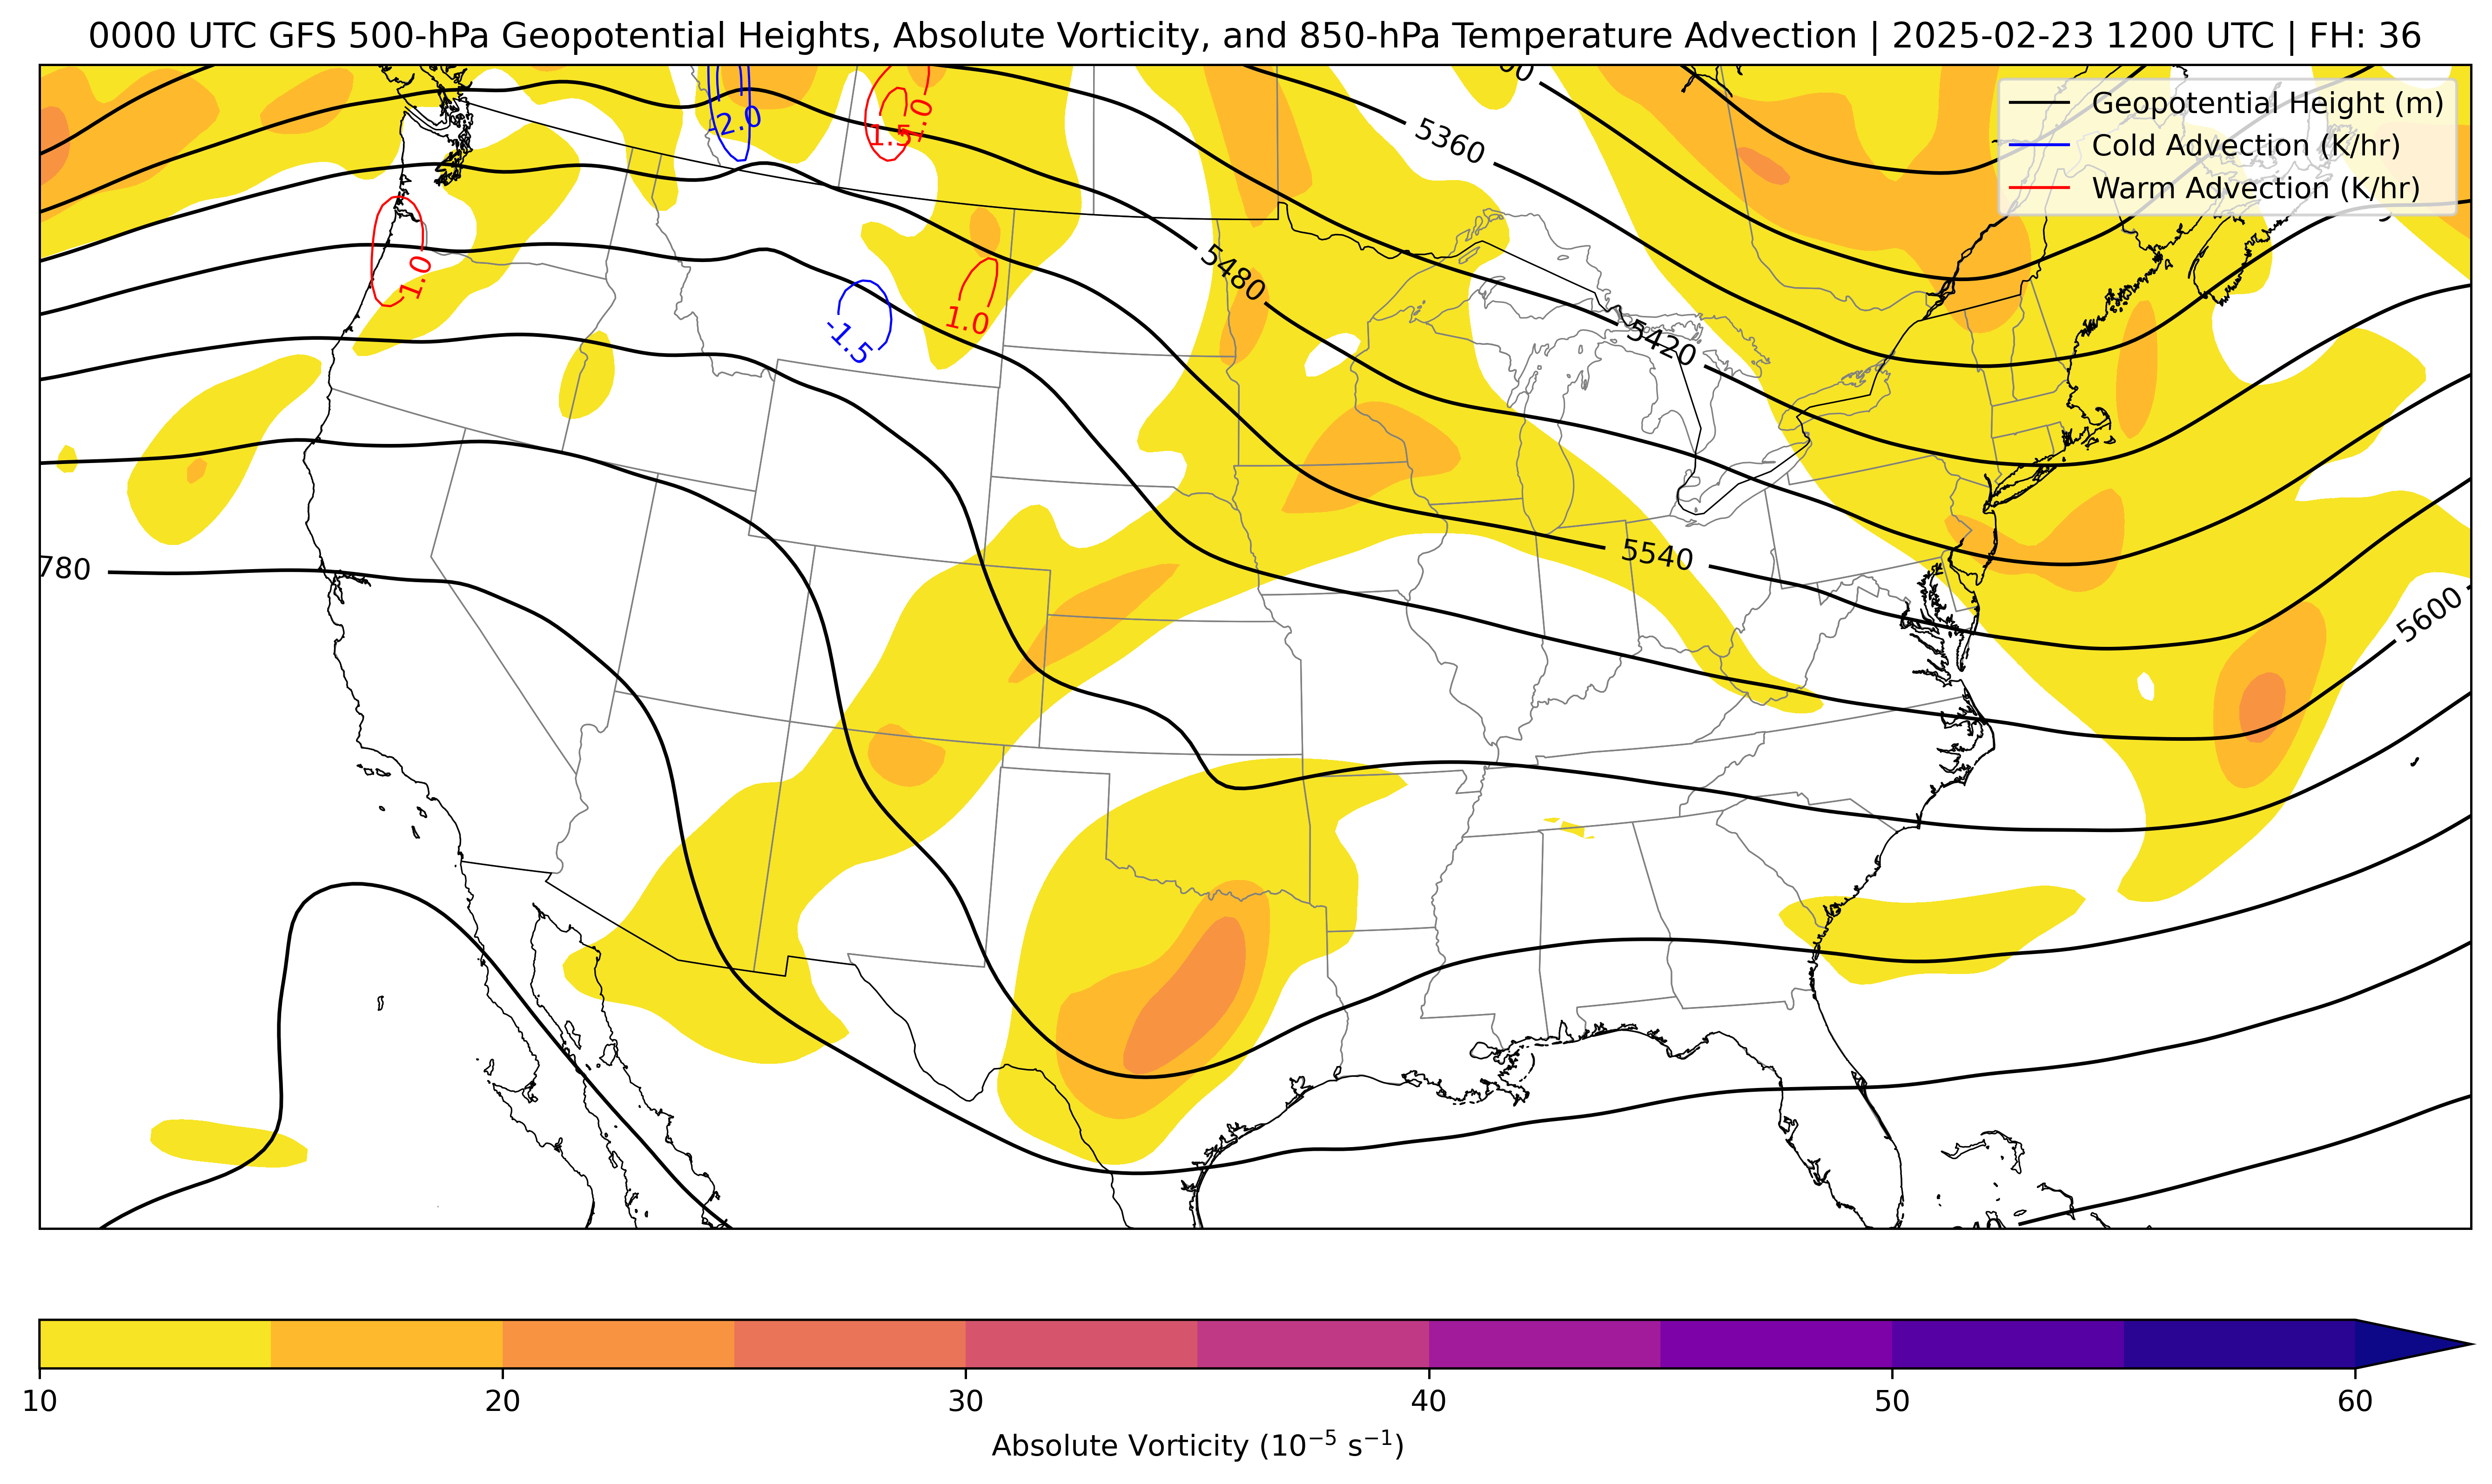 0000 UTC GFS 500-hPa Geopotential Heights, Absolute Vorticity, and 850-hPa Temperature Advection | 2025-02-23 1200 UTC | FH: 36
Geopotential Height (m)
Cold Advection (K/hr)
Warm Advection (K/hr)
-2.0
1.0
1.5
5360
1.0
5480
-1.5
1.0
5420
780
5540
5600
10 20 30 40 50 60
Absolute Vorticity (10⁻⁵ s⁻¹)